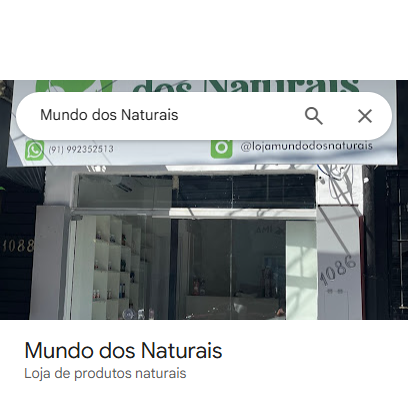 dos Naturais
Mundo dos Naturais
(91) 992352513
@lojamundodosnaturais
1088
1086
Mundo dos Naturais
Loja de produtos naturais